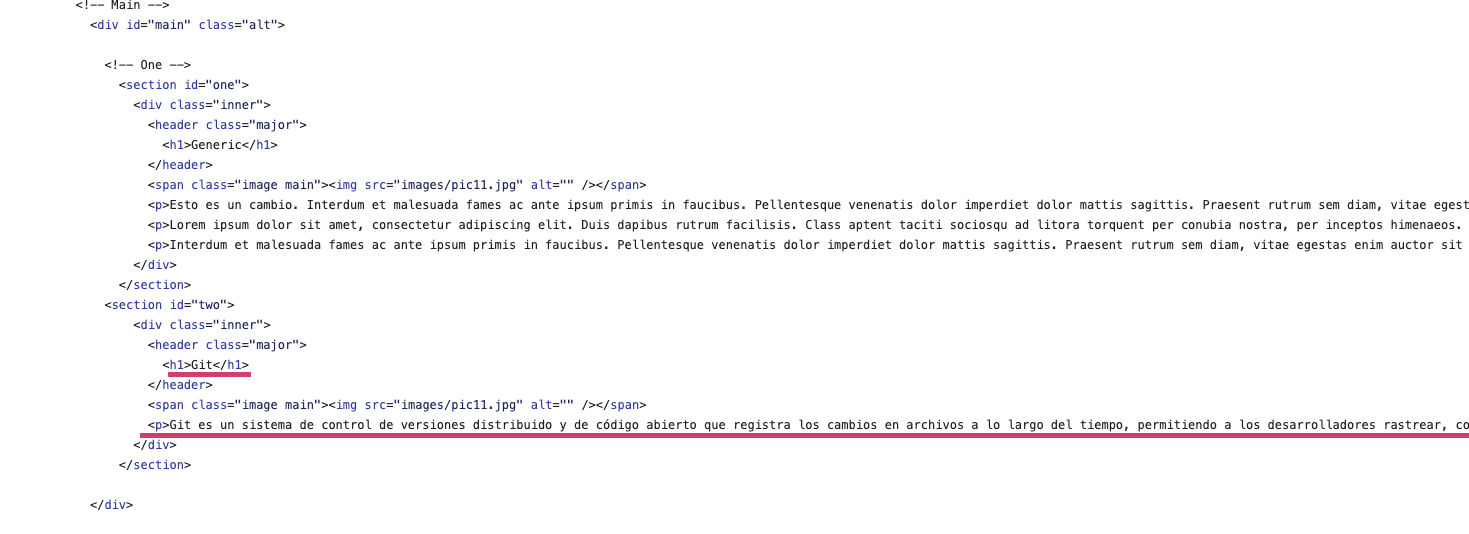 <!-- Main -->
<div id="main" class="alt">
<!-- One -->
<section id="one">
<div class="inner">
<header class="major">
<h1>Generic</h1>
</header>
<span class="image main"><img src="images/pic11.jpg" alt="" /></span>
<p>Esto es un cambio. Interdum et malesuada fames ac ante ipsum primis in faucibus. Pellentesque venenatis dolor imperdiet dolor mattis sagittis. Praesent rutrum sem diam, vitae egest
<p>Lorem ipsum dolor sit amet, consectetur adipiscing elit. Duis dapibus rutrum facilisis. Class aptent taciti sociosqu ad litora torquent per conubia nostra, per inceptos himenaeos.
<p>Interdum et malesuada fames ac ante ipsum primis in faucibus. Pellentesque venenatis dolor imperdiet dolor mattis sagittis. Praesent rutrum sem diam, vitae egestas enim auctor sit
</div>
</section>
<section id="two">
<div class="inner">
<header class="major">
<h1>Git</h1>
</header>
<span class="image main"><img src="images/pic11.jpg" alt="" /></span>
<p>Git es un sistema de control de versiones distribuido y de código abierto que registra los cambios en archivos a lo largo del tiempo, permitiendo a los desarrolladores rastrear, co
</div>
</section>
</div>